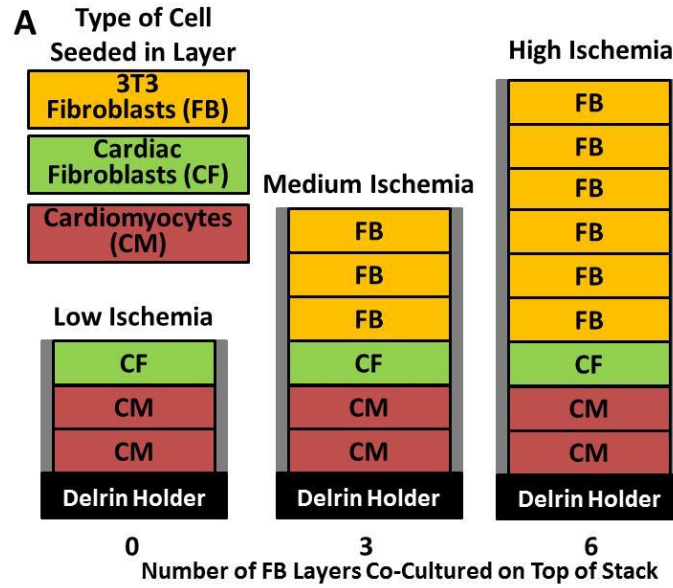 A
Type of Cell
Seeded in Layer
3T3
Fibroblasts (FB)
Cardiac
Fibroblasts (CF)
Cardiomyocytes
(CM)
Low Ischemia
CF
CM
CM
Delrin Holder
0
Medium Ischemia
FB
FB
FB
CF
CM
CM
Delrin Holder
3
High Ischemia
FB
FB
FB
FB
FB
FB
CF
CM
CM
Delrin Holder
6
Number of FB Layers Co-Cultured on Top of Stack